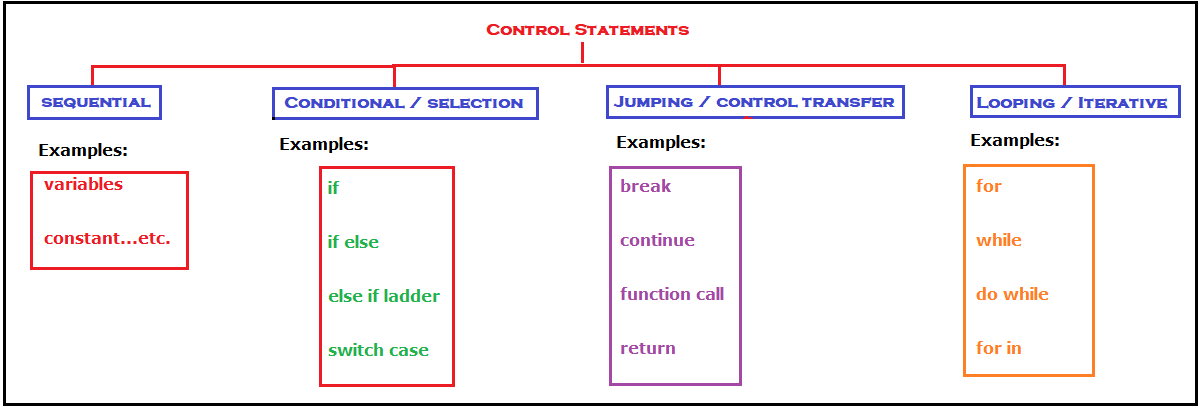 Control Statements
sequential
Conditional / selection
Jumping / control transfer
Looping / Iterative
Examples:
variables
constant...etc.
Examples:
if
if else
else if ladder
switch case
Examples:
break
continue
function call
return
Examples:
for
while
do while
for in